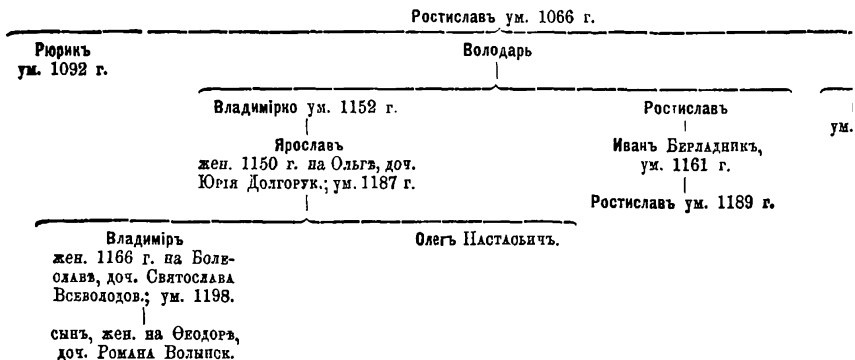 Ростиславъ ум. 1066 г.
Рюрикъ
ум. 1092 г.
Володарь
Владимірко ум. 1152 г.
Ростиславъ
ум.
Ярославъ
жен. 1150 г. на Ольгѣ, доч.
Юрія Долгорук.; ум. 1187 г.
Иванъ Берладникъ,
ум. 1161 г.
Ростиславъ ум. 1189 г.
Владиміръ
жен. 1166 г. на Боле-
славѣ, доч. Святослава
Всеволодов.; ум. 1198.
Олегъ Настасьичъ.
сынъ, жен. на Ѳеодорѣ,
доч. Романа Волынск.